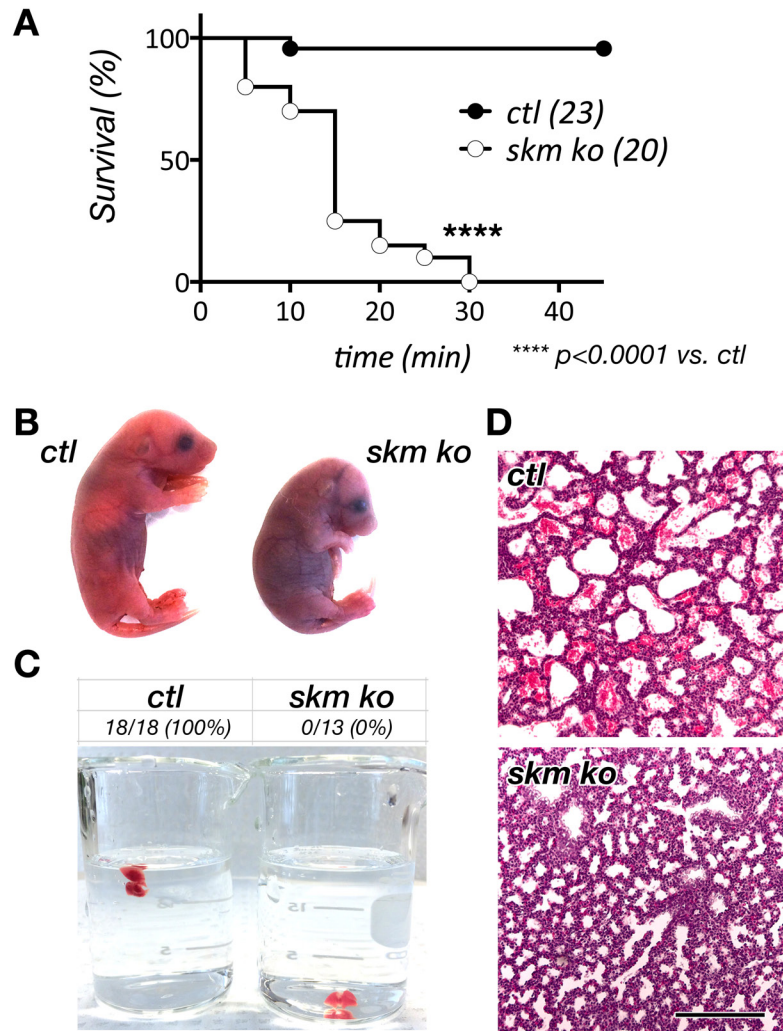 A
Survival (%)
100
50
0
0 10 20 30 40
time (min)
ctl (23)
skm ko (20)
****
**** p<0.0001 vs. ctl
B
ctl
skm ko
C
ctl skm ko
18/18 (100%) 0/13 (0%)
15
5
5
D
ctl
skm ko